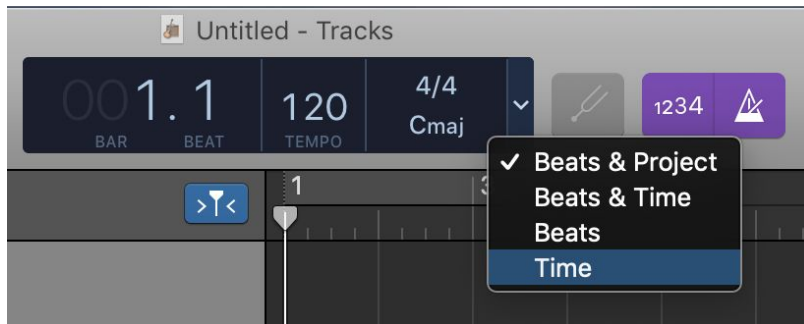 Untitled - Tracks
001.1
BAR BEAT
120
TEMPO
4/4
Cmaj
1234
✓ Beats & Project
Beats & Time
Beats
Time
1
3